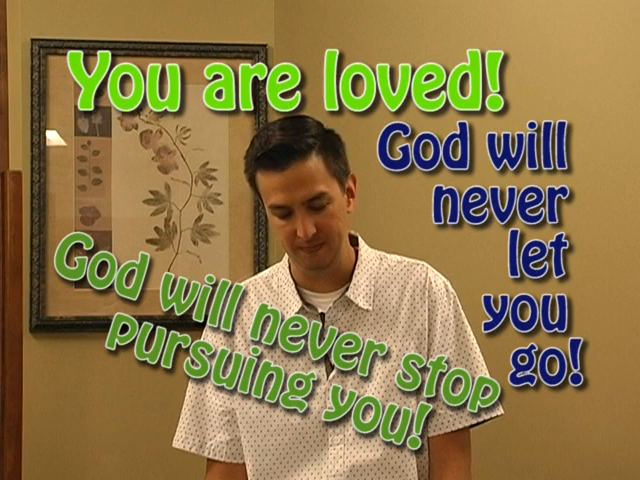 You are loved!
God will
never
let
you
go!
God will never stop
pursuing you!